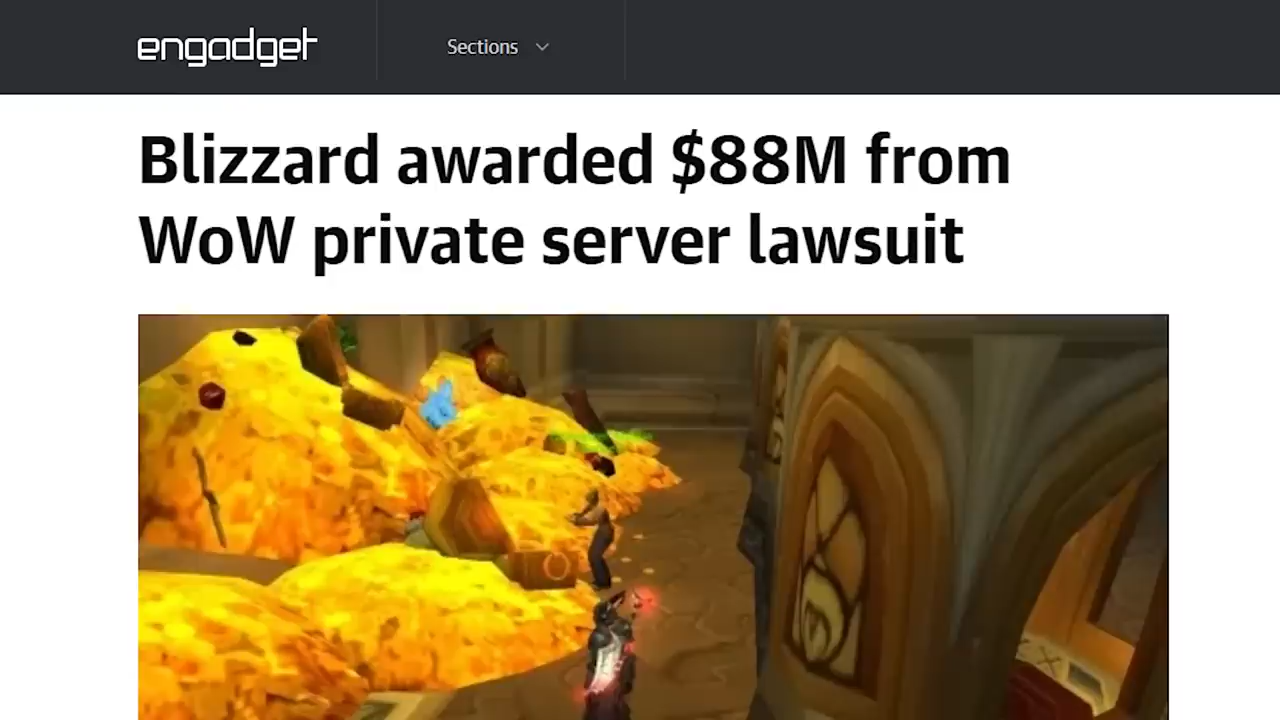 engadget
Sections
Blizzard awarded $88M from
WoW private server lawsuit